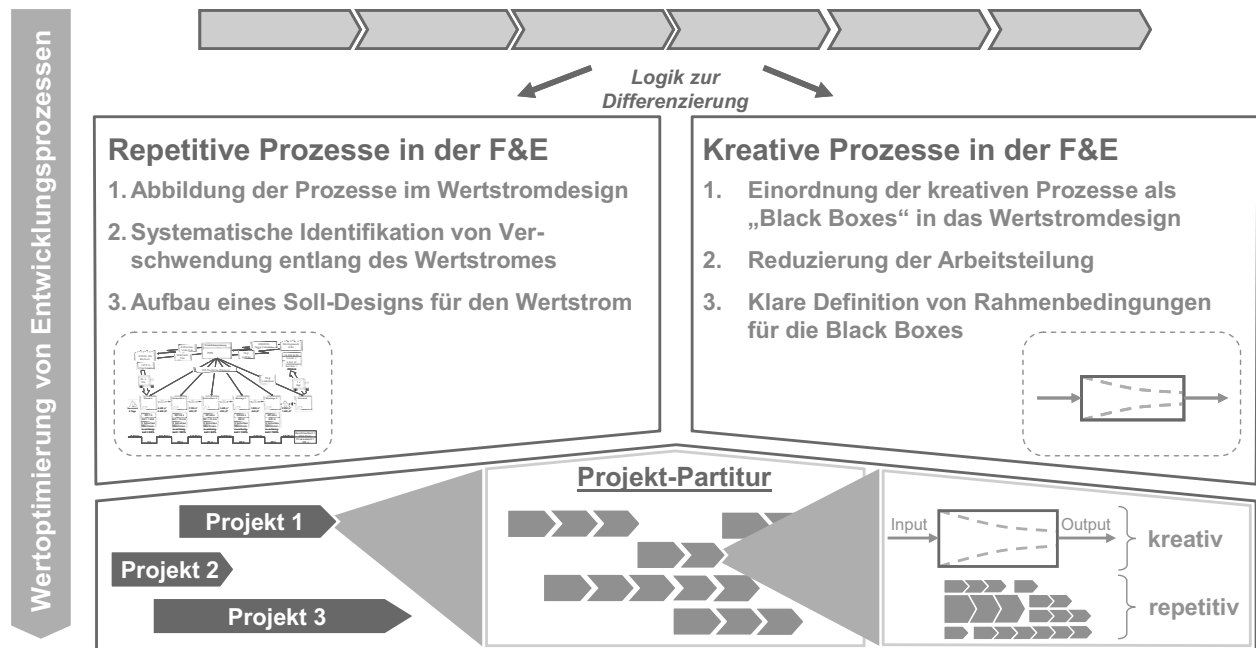 Wertoptimierung von Entwicklungsprozessen
Logik zur
Differenzierung
Repetitive Prozesse in der F&E
1. Abbildung der Prozesse im Wertstromdesign
2. Systematische Identifikation von Ver-
schwendung entlang des Wertstromes
3. Aufbau eines Soll-Designs für den Wertstrom
Kreative Prozesse in der F&E
1. Einordnung der kreativen Prozesse als
„Black Boxes“ in das Wertstromdesign
2. Reduzierung der Arbeitsteilung
3. Klare Definition von Rahmenbedingungen
für die Black Boxes
Projekt-Partitur
Projekt 1
Projekt 2
Projekt 3
Input
Output
kreativ
repetitiv